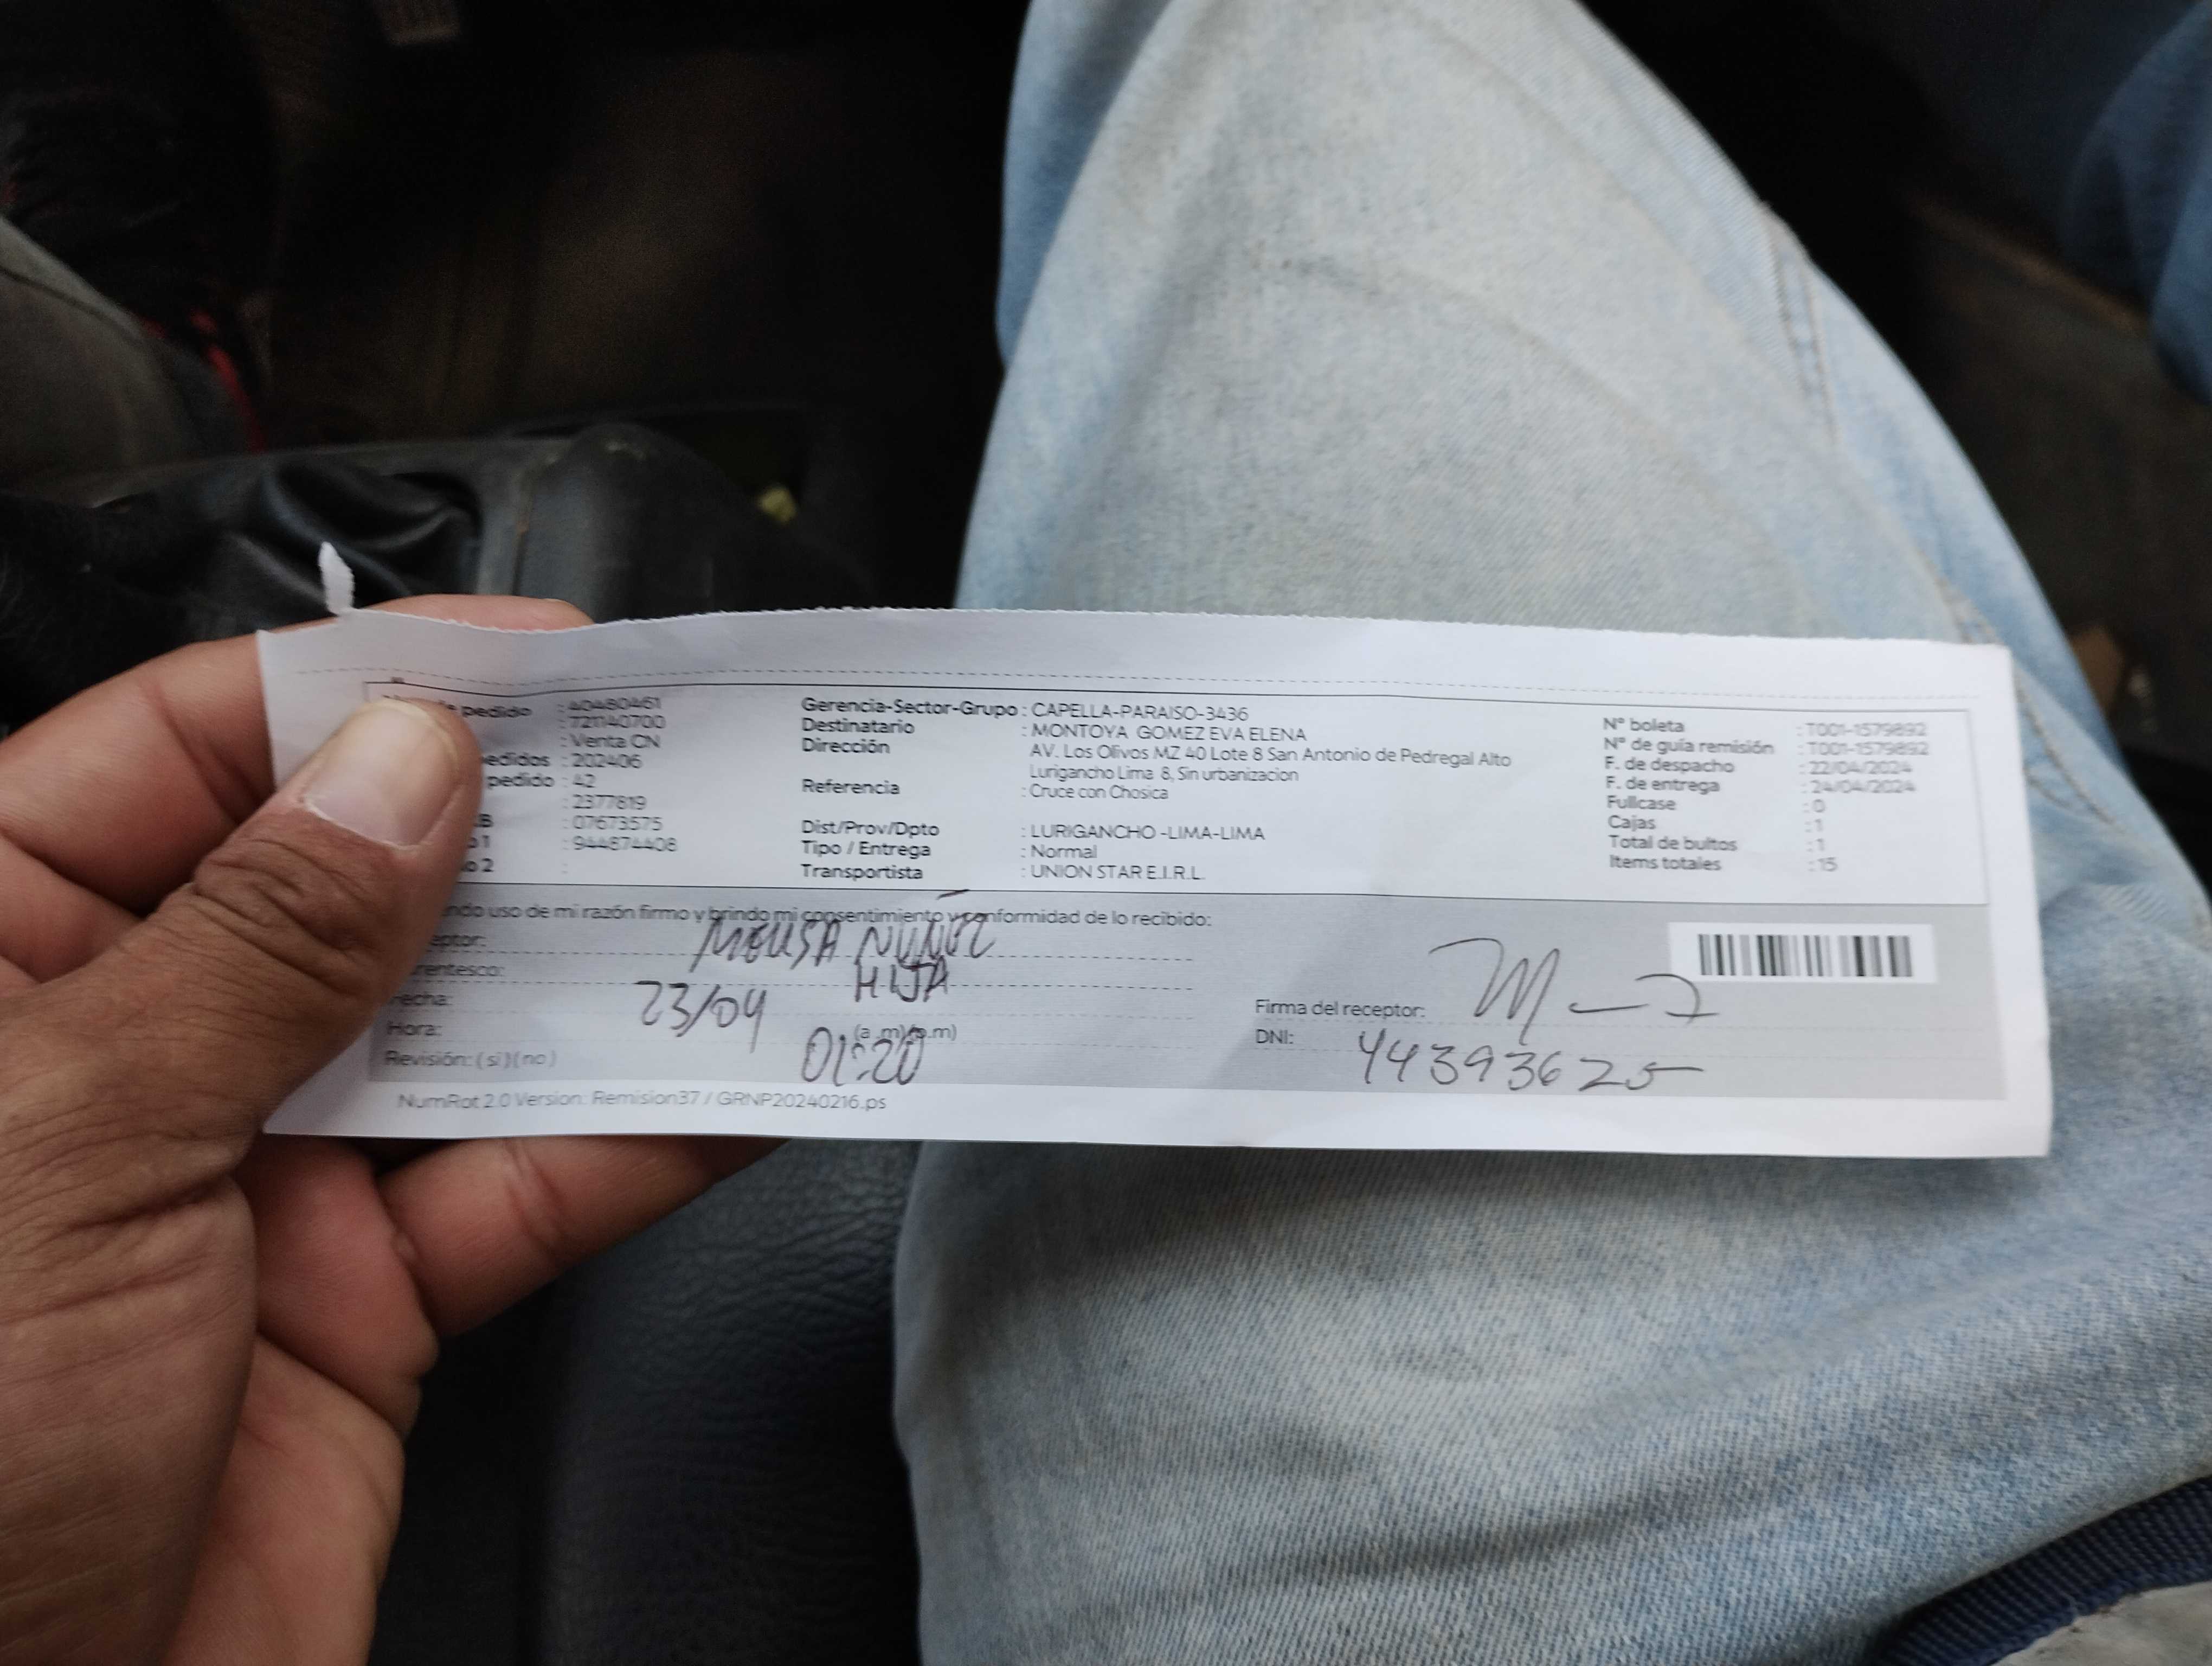 pedido : 40480461
: 721140700
: Venta CN
edidos : 202406
pedido : 42
: 2377819
B : 07673575
o 1 : 944874408
o 2 :
Gerencia-Sector-Grupo : CAPELLA-PARAISO-3436
Destinatario : MONTOYA GOMEZ EVA ELENA
Dirección AV. Los Olivos MZ 40 Lote 8 San Antonio de Pedregal Alto
Lurigancho Lima 8, Sin urbanizacion
Referencia : Cruce con Chosica
Dist/Prov/Dpto : LURIGANCHO -LIMA-LIMA
Tipo / Entrega : Normal
Transportista : UNION STAR E.I.R.L.
N° boleta : T001-1579892
N° de guía remisión : T001-1579892
F. de despacho : 22/04/2024
F. de entrega : 24/04/2024
Fullcase : 0
Cajas : 1
Total de bultos : 1
Items totales : 15
ndo uso de mi razón firmo y brindo mi consentimiento y conformidad de lo recibido:
eptor: MELISA NUÑEZ
rentesco: HIJA
Fecha: 23/04
Hora: 01:20 (a .m)(p.m)
Revisión: ( si )( no )
Firma del receptor:
DNI: 44393625
NumRot 2.0 Version: Remision37 / GRNP20240216.ps